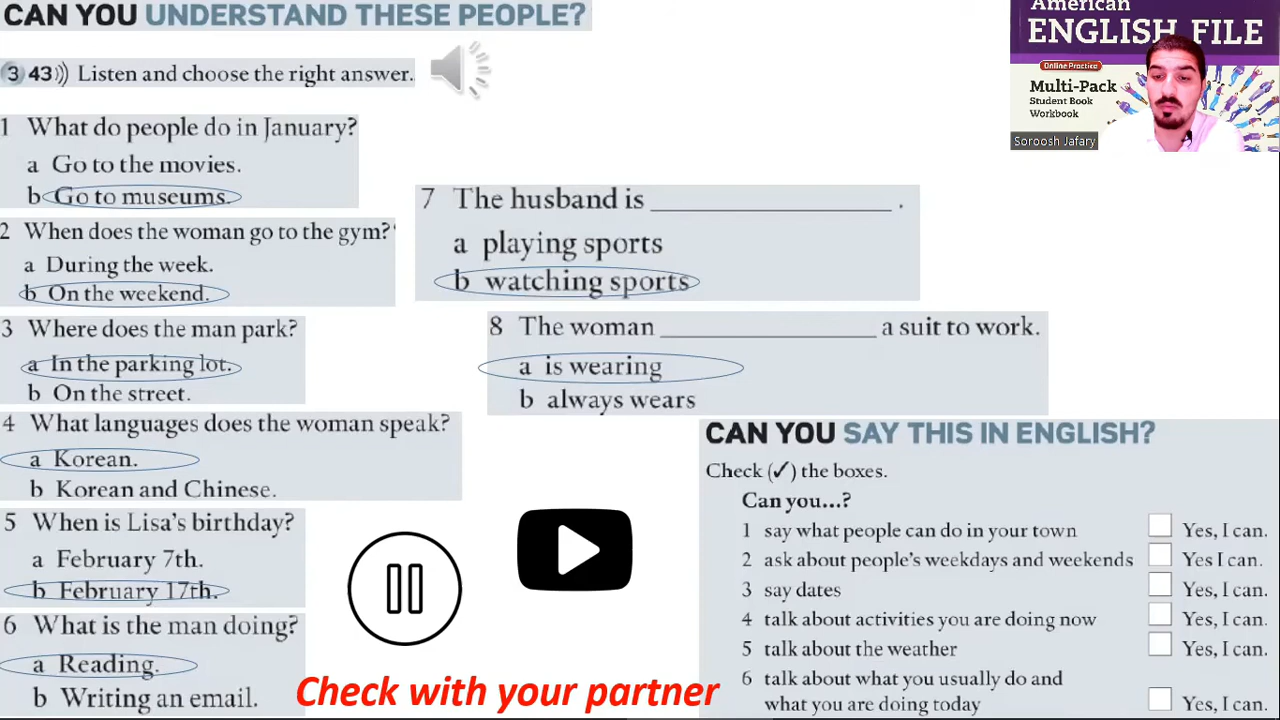 CAN YOU UNDERSTAND THESE PEOPLE?
3 43 Listen and choose the right answer.
1 What do people do in January?
a Go to the movies.
b Go to museums.
2 When does the woman go to the gym?
a During the week.
b On the weekend.
3 Where does the man park?
a In the parking lot.
b On the street.
4 What languages does the woman speak?
a Korean.
b Korean and Chinese.
5 When is Lisa's birthday?
a February 7th.
b February 17th.
6 What is the man doing?
a Reading.
b Writing an email.
7 The husband is ____________________ .
a playing sports
b watching sports
8 The woman ____________________ a suit to work.
a is wearing
b always wears
Check with your partner
American
ENGLISH FILE
Online Practice
Multi-Pack
Student Book
Workbook
Soroosh Jafary
CAN YOU SAY THIS IN ENGLISH?
Check (✓) the boxes.
Can you...?
1 say what people can do in your town Yes, I can.
2 ask about people's weekdays and weekends Yes I can.
3 say dates Yes, I can.
4 talk about activities you are doing now Yes, I can.
5 talk about the weather Yes, I can.
6 talk about what you usually do and
what you are doing today Yes, I can.